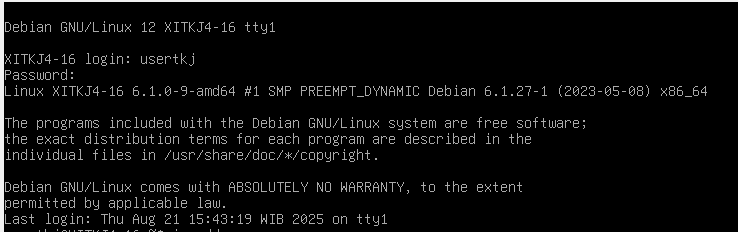 Debian GNU/Linux 12 XITKJ4-16 tty1
XITKJ4-16 login: usertkj
Password:
Linux XITKJ4-16 6.1.0-9-amd64 #1 SMP PREEMPT_DYNAMIC Debian 6.1.27-1 (2023-05-08) x86_64
The programs included with the Debian GNU/Linux system are free software;
the exact distribution terms for each program are described in the
individual files in /usr/share/doc/*/copyright.
Debian GNU/Linux comes with ABSOLUTELY NO WARRANTY, to the extent
permitted by applicable law.
Last login: Thu Aug 21 15:43:19 WIB 2025 on tty1